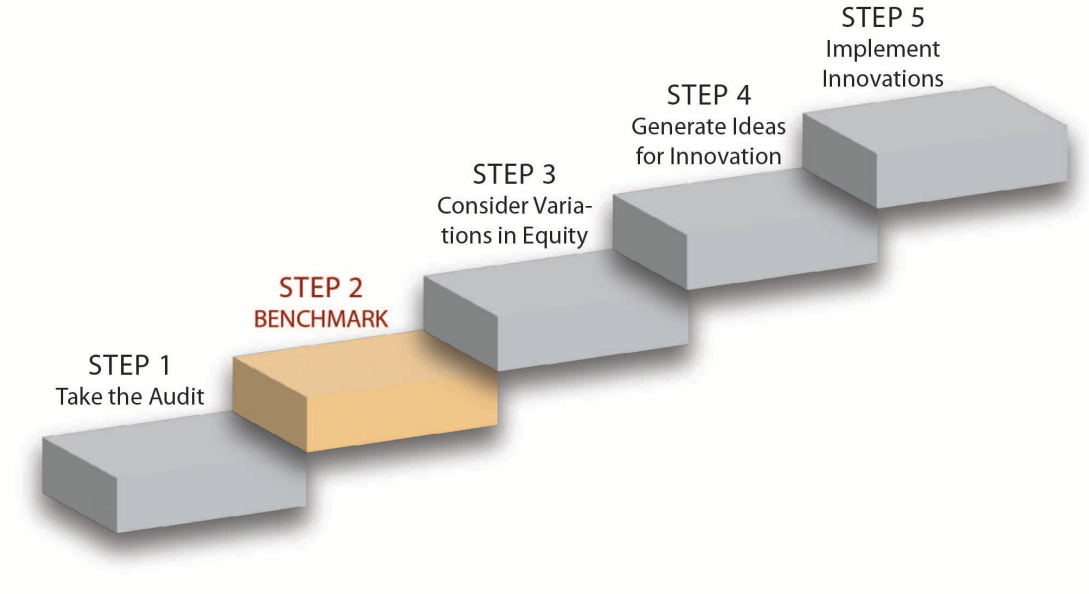 STEP 1
Take the Audit
STEP 2
BENCHMARK
STEP 3
Consider Varia-
tions in Equity
STEP 4
Generate Ideas
for Innovation
STEP 5
Implement
Innovations